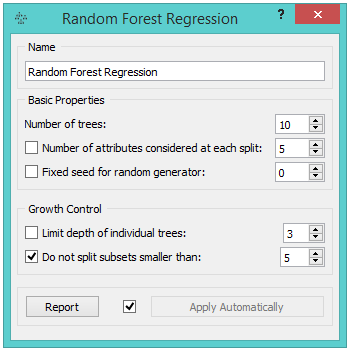 Random Forest Regression ? x
Name
Random Forest Regression
Basic Properties
Number of trees: 10
Number of attributes considered at each split: 5
Fixed seed for random generator: 0
Growth Control
Limit depth of individual trees: 3
Do not split subsets smaller than: 5
Report Apply Automatically